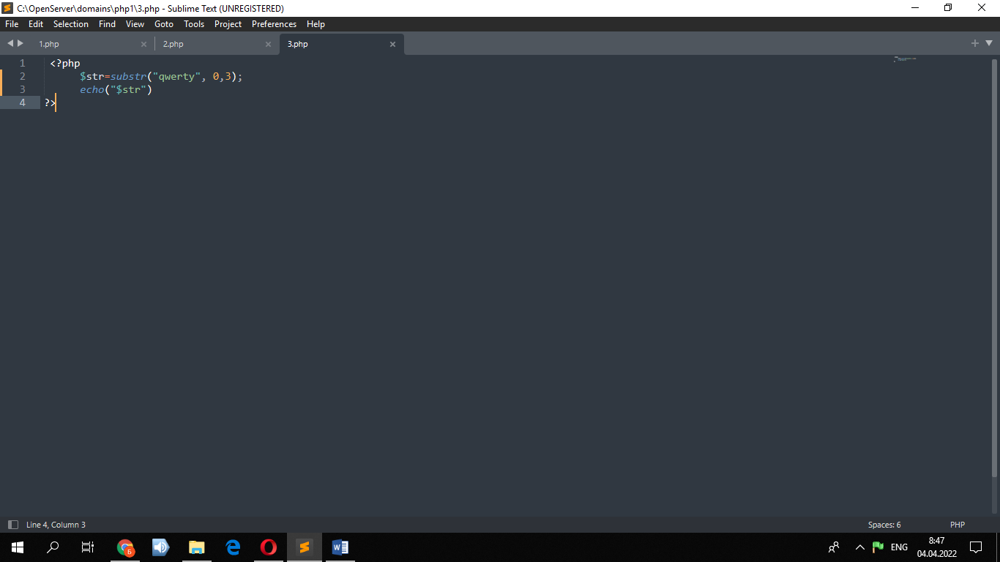 C:\OpenServer\domains\php1\3.php - Sublime Text (UNREGISTERED)
File Edit Selection Find View Goto Tools Project Preferences Help
1.php 2.php 3.php
1 <?php
2 $str=substr("qwerty", 0,3);
3 echo("$str")
4 ?>
Line 4, Column 3 Spaces: 6 PHP
6 ENG 8:47
04.04.2022